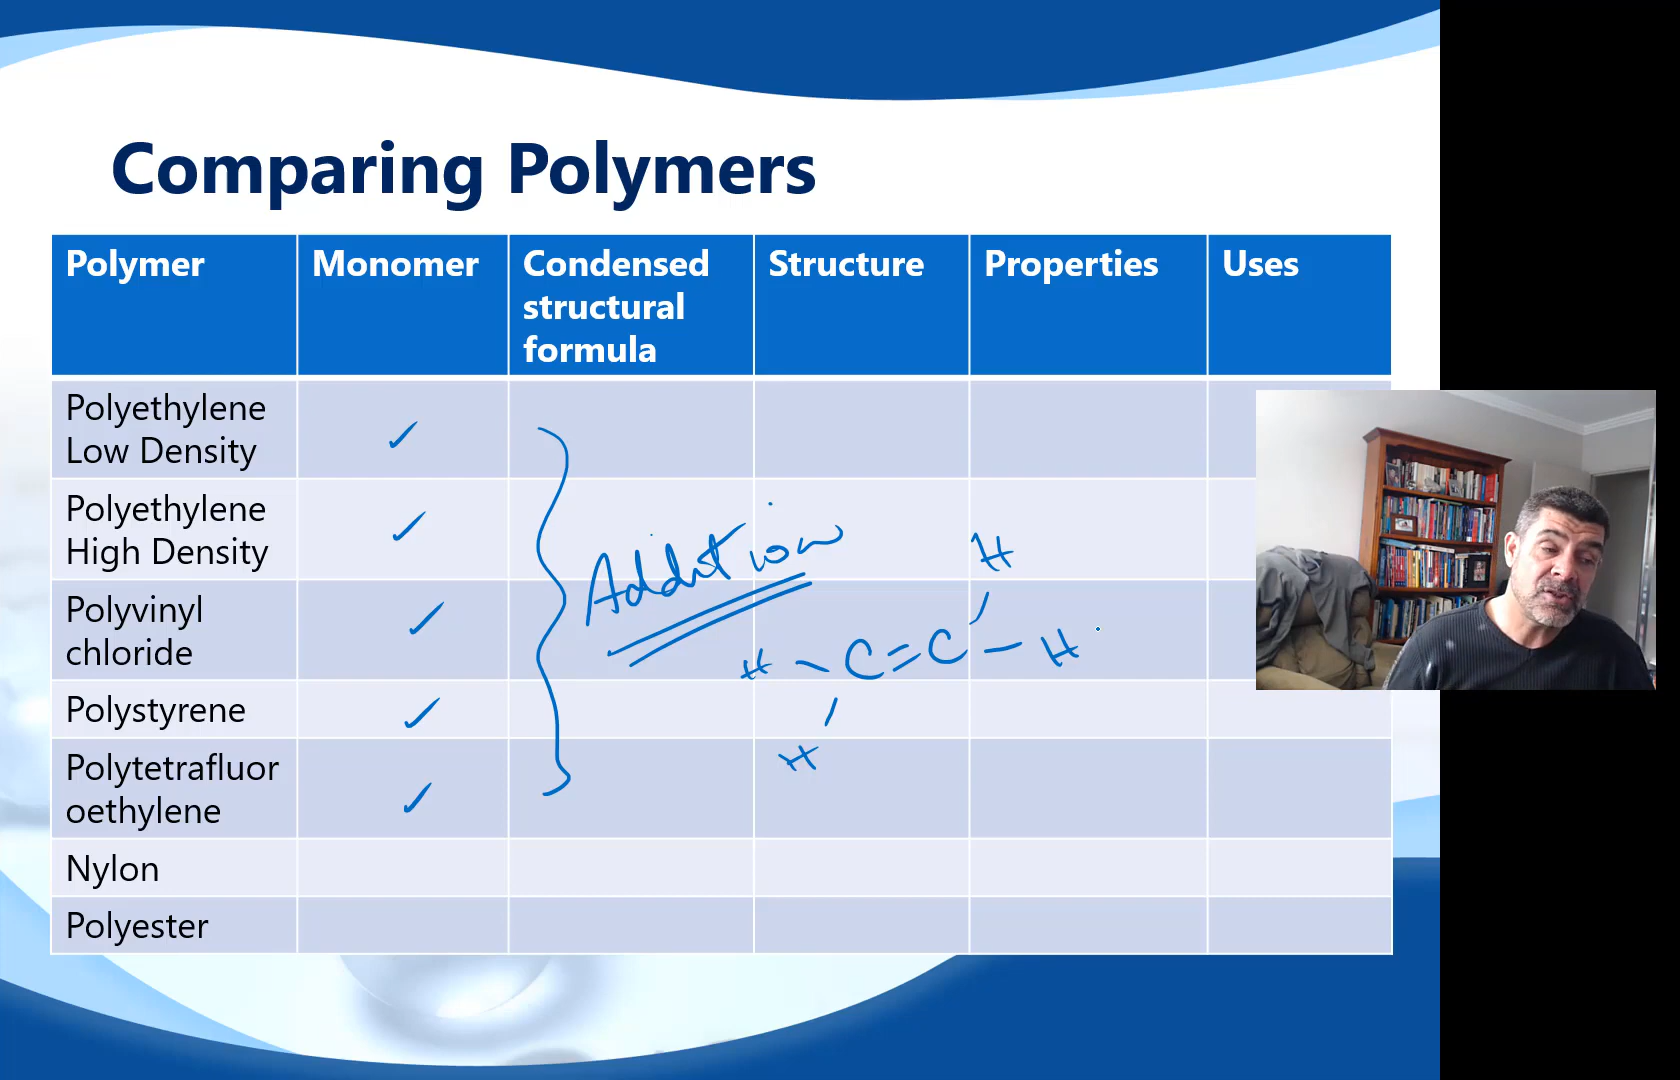 Comparing Polymers
Polymer Monomer Condensed structural formula Structure Properties Uses
Polyethylene
Low Density ✓
Polyethylene
High Density ✓
Polyvinyl
chloride ✓
Polystyrene ✓
Polytetrafluor
oethylene ✓
Nylon
Polyester
Addition
H
H – C = C – H
H